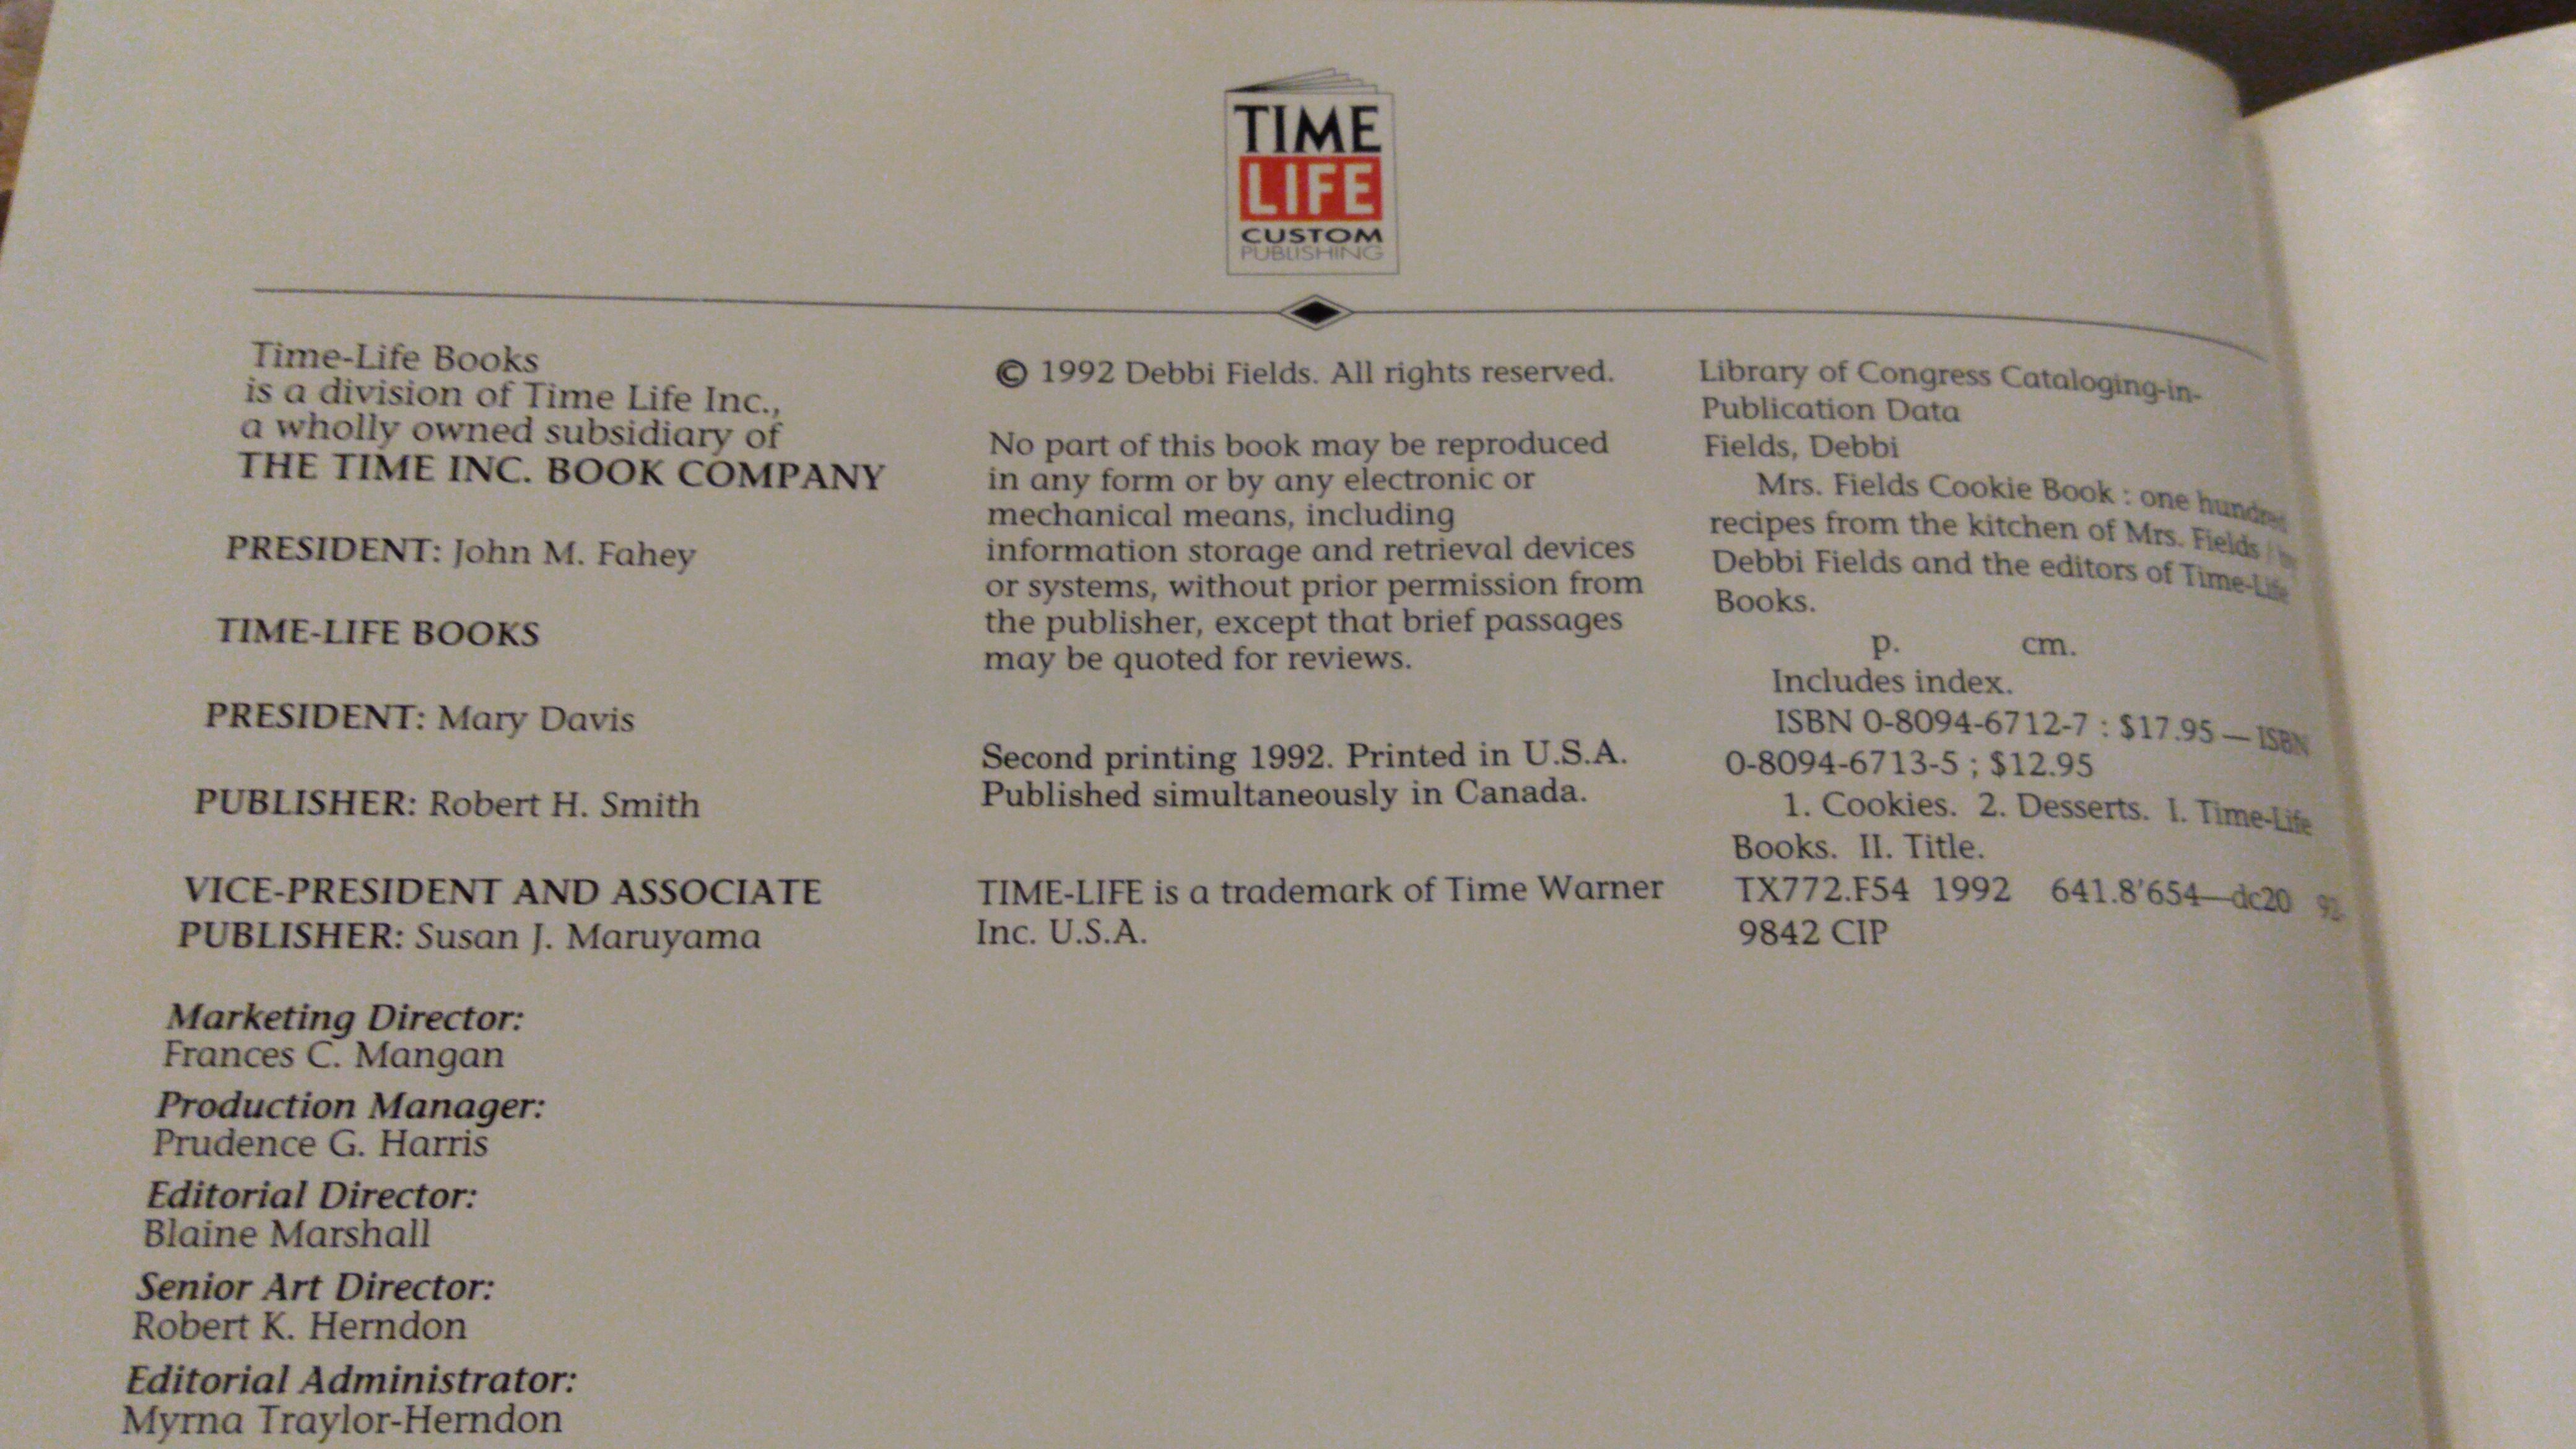 TIME
LIFE
CUSTOM
PUBLISHING
Time-Life Books
is a division of Time Life Inc.,
a wholly owned subsidiary of
THE TIME INC. BOOK COMPANY
PRESIDENT: John M. Fahey
TIME-LIFE BOOKS
PRESIDENT: Mary Davis
PUBLISHER: Robert H. Smith
VICE-PRESIDENT AND ASSOCIATE
PUBLISHER: Susan J. Maruyama
Marketing Director:
Frances C. Mangan
Production Manager:
Prudence G. Harris
Editorial Director:
Blaine Marshall
Senior Art Director:
Robert K. Herndon
Editorial Administrator:
Myrna Traylor-Herndon
© 1992 Debbi Fields. All rights reserved.
No part of this book may be reproduced
in any form or by any electronic or
mechanical means, including
information storage and retrieval devices
or systems, without prior permission from
the publisher, except that brief passages
may be quoted for reviews.
Second printing 1992. Printed in U.S.A.
Published simultaneously in Canada.
TIME-LIFE is a trademark of Time Warner
Inc. U.S.A.
Library of Congress Cataloging-in-
Publication Data
Fields, Debbi
Mrs. Fields Cookie Book : one hundred
recipes from the kitchen of Mrs. Fields /
Debbi Fields and the editors of Time-Life
Books.
p. cm.
Includes index.
ISBN 0-8094-6712-7 : $17.95 — ISBN
0-8094-6713-5 ; $12.95
1. Cookies. 2. Desserts. I. Time-Life
Books. II. Title.
TX772.F54 1992 641.8'654—dc20
9842 CIP